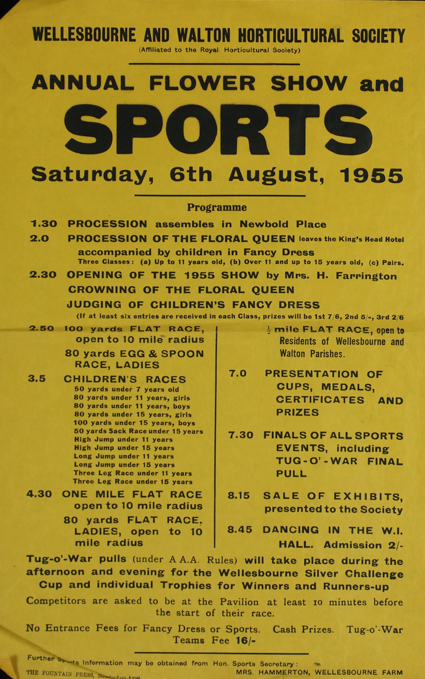 WELLESBOURNE AND WALTON HORTICULTURAL SOCIETY
(Affiliated to the Royal Horticultural Society)
ANNUAL FLOWER SHOW and
SPORTS
Saturday, 6th August, 1955
Programme
1.30 PROCESSION assembles in Newbold Place
2.0 PROCESSION OF THE FLORAL QUEEN leaves the King's Head Hotel
accompanied by children in Fancy Dress
Three Classes: (a) Up to 11 years old, (b) Over 11 and up to 15 years old, (c) Pairs.
2.30 OPENING OF THE 1955 SHOW by Mrs. H. Farrington
CROWNING OF THE FLORAL QUEEN
JUDGING OF CHILDREN'S FANCY DRESS
(If at least six entries are received in each Class, prizes will be 1st 7/6, 2nd 5/-, 3rd 2/6
2.50 100 yards FLAT RACE,
open to 10 mile radius
80 yards EGG & SPOON
RACE, LADIES
3.5 CHILDREN'S RACES
50 yards under 7 years old
80 yards under 11 years, girls
80 yards under 11 years, boys
80 yards under 15 years, girls
100 yards under 15 years, boys
50 yards Sack Race under 15 years
High Jump under 11 years
High Jump under 15 years
Long Jump under 11 years
Long Jump under 15 years
Three Leg Race under 11 years
Three Leg Race under 15 years
4.30 ONE MILE FLAT RACE
open to 10 mile radius
80 yards FLAT RACE,
LADIES, open to 10
mile radius
½ mile FLAT RACE, open to
Residents of Wellesbourne and
Walton Parishes.
7.0 PRESENTATION OF
CUPS, MEDALS,
CERTIFICATES AND
PRIZES
7.30 FINALS OF ALL SPORTS
EVENTS, including
TUG-O'-WAR FINAL
PULL
8.15 SALE OF EXHIBITS,
presented to the Society
8.45 DANCING IN THE W.I.
HALL. Admission 2/-
Tug-o'-War pulls (under A.A.A. Rules) will take place during the
afternoon and evening for the Wellesbourne Silver Challenge
Cup and individual Trophies for Winners and Runners-up
Competitors are asked to be at the Pavilion at least 10 minutes before
the start of their race.
No Entrance Fees for Fancy Dress or Sports. Cash Prizes. Tug-o'-War
Teams Fee 16/-
Further Sports Information may be obtained from Hon. Sports Secretary:
MRS. HAMMERTON, WELLESBOURNE FARM
THE FOUNTAIN PRESS,